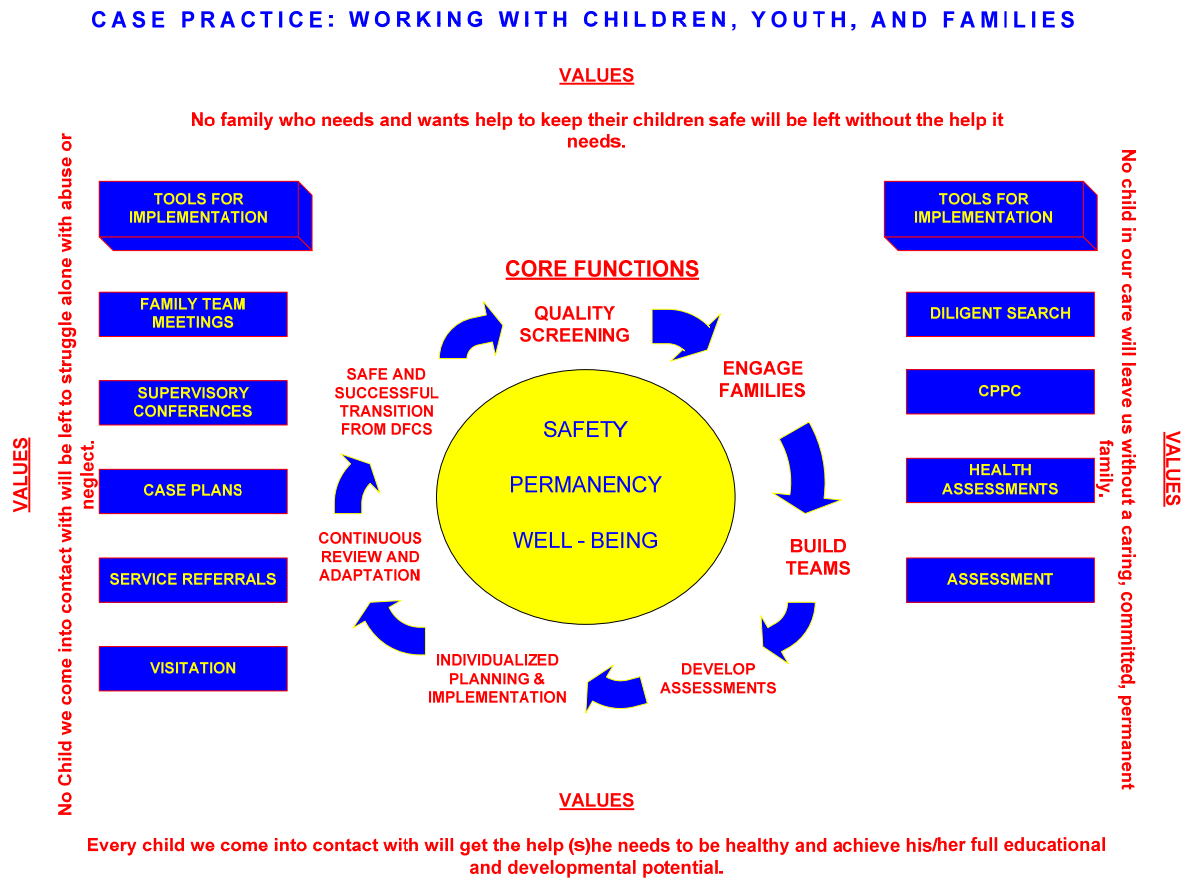 CASE PRACTICE: WORKING WITH CHILDREN, YOUTH, AND FAMILIES
VALUES
No family who needs and wants help to keep their children safe will be left without the help it
needs.
VALUES
No Child we come into contact with will be left to struggle alone with abuse or
neglect.
TOOLS FOR
IMPLEMENTATION
FAMILY TEAM
MEETINGS
SUPERVISORY
CONFERENCES
CASE PLANS
SERVICE REFERRALS
VISITATION
CORE FUNCTIONS
QUALITY
SCREENING
ENGAGE
FAMILIES
BUILD
TEAMS
DEVELOP
ASSESSMENTS
INDIVIDUALIZED
PLANNING &
IMPLEMENTATION
CONTINUOUS
REVIEW AND
ADAPTATION
SAFE AND
SUCCESSFUL
TRANSITION
FROM DFCS
SAFETY
PERMANENCY
WELL - BEING
TOOLS FOR
IMPLEMENTATION
DILIGENT SEARCH
CPPC
HEALTH
ASSESSMENTS
ASSESSMENT
No child in our care will leave us without a caring, committed, permanent
family.
VALUES
VALUES
Every child we come into contact with will get the help (s)he needs to be healthy and achieve his/her full educational
and developmental potential.